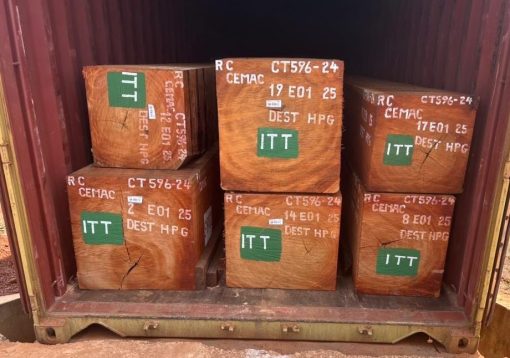 ITT
RC
CEMAC
CT596-24
12 E01 25
DEST HPG
RC CT596-24
CEMAC
19 E01 25
DEST HPG
ITT
RC CT596-24
CEMAC
17 E01 25
DEST HPG
ITT
RC CT596-24
CEMAC
2 E01 25
DEST HPG
ITT
RC CT596-24
CEMAC
14 E01 25
DEST HPG
ITT
RC CT596-24
CEMAC
8 E01 25
DEST HPG
ITT